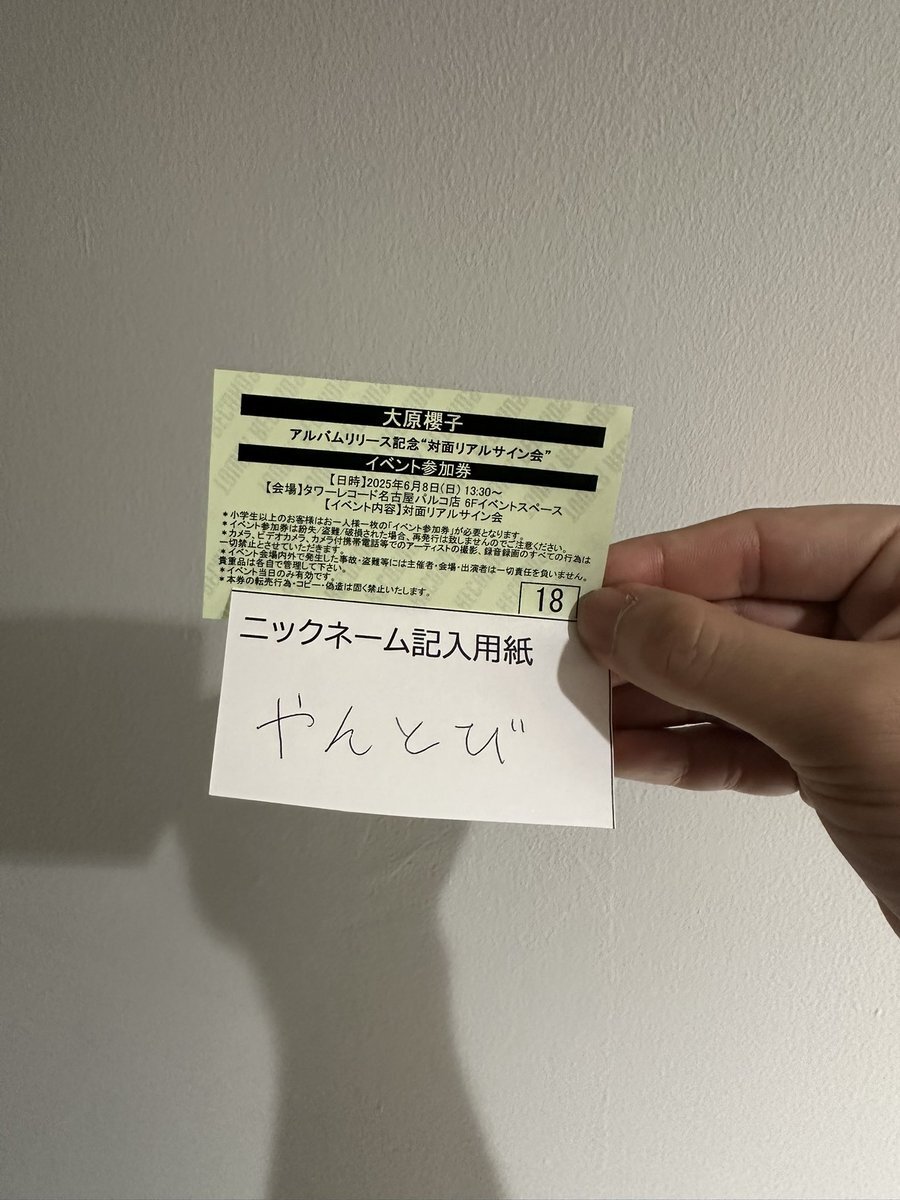 大原櫻子
アルバムリリース記念“対面リアルサイン会”
イベント参加券
【日時】2025年6月8日(日) 13:30～
【会場】タワーレコード名古屋パルコ店 6Fイベントスペース
【イベント内容】対面リアルサイン会
＊小学生以上のお客様はお一人様一枚の「イベント参加券」が必要となります。
＊イベント参加券は紛失/盗難/破損された場合、再発行は致しませんのでご注意ください。
＊カメラ、ビデオカメラ、カメラ付携帯電話等でのアーティストの撮影、録音録画のすべての行為は
一切禁止とさせていただきます。
＊イベント会場内外で発生した事故・盗難等には主催者・会場・出演者は一切責任を負いません。
貴重品は各自で管理して下さい。
＊イベント当日のみ有効です。
＊本券の転売行為・コピー・偽造は固く禁止いたします。
18
ニックネーム記入用紙
やんとび